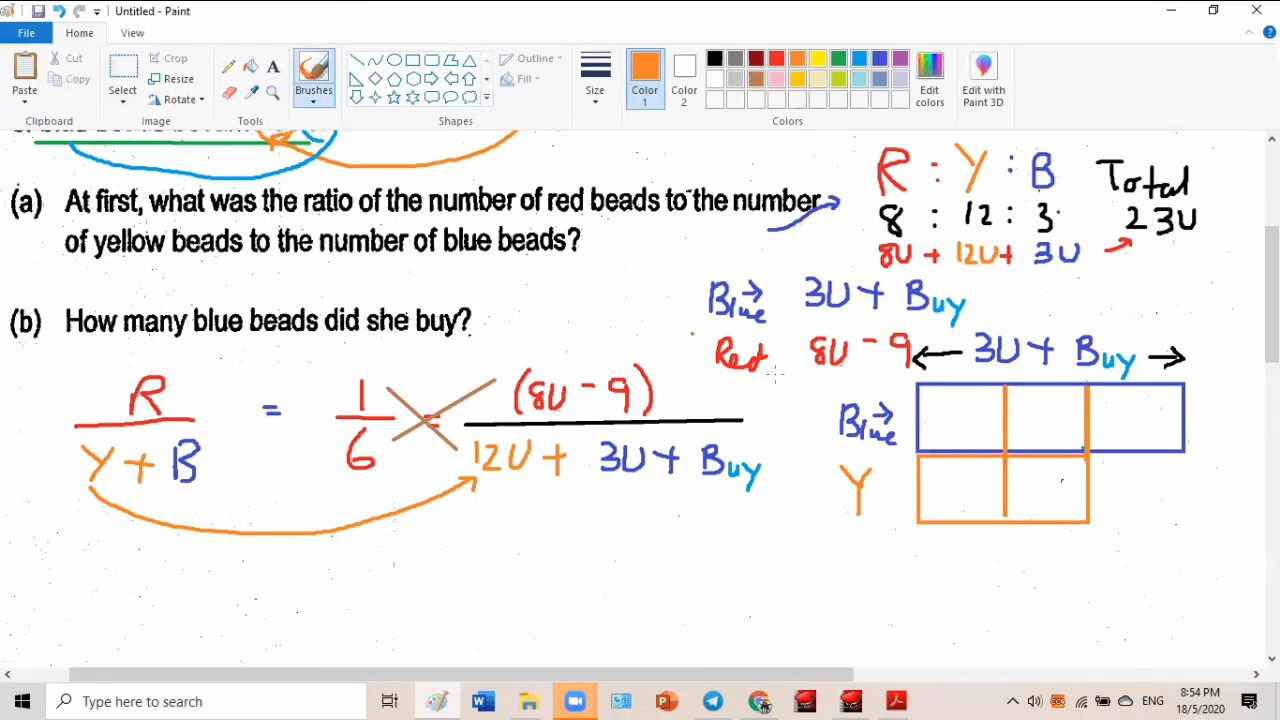 Untitled - Paint
File Home View
Cut
Copy
Paste
Crop
Resize
Rotate
Select
Brushes
Outline
Fill
Size
Color 1
Color 2
Edit colors
Edit with Paint 3D
Clipboard Image Tools Shapes Colors
R : Y : B Total
8 : 12 : 3 23U
8U + 12U + 3U
(a) At first, what was the ratio of the number of red beads to the number
of yellow beads to the number of blue beads?
Blue → 3U + Buy
(b) How many blue beads did she buy?
Red 8U - 9
← 3U + Buy →
R / Y + B = 1 / 6 = (8U - 9) / 12U + 3U + Buy
Blue →
Y
Type here to search
ENG
8:54 PM
18/5/2020